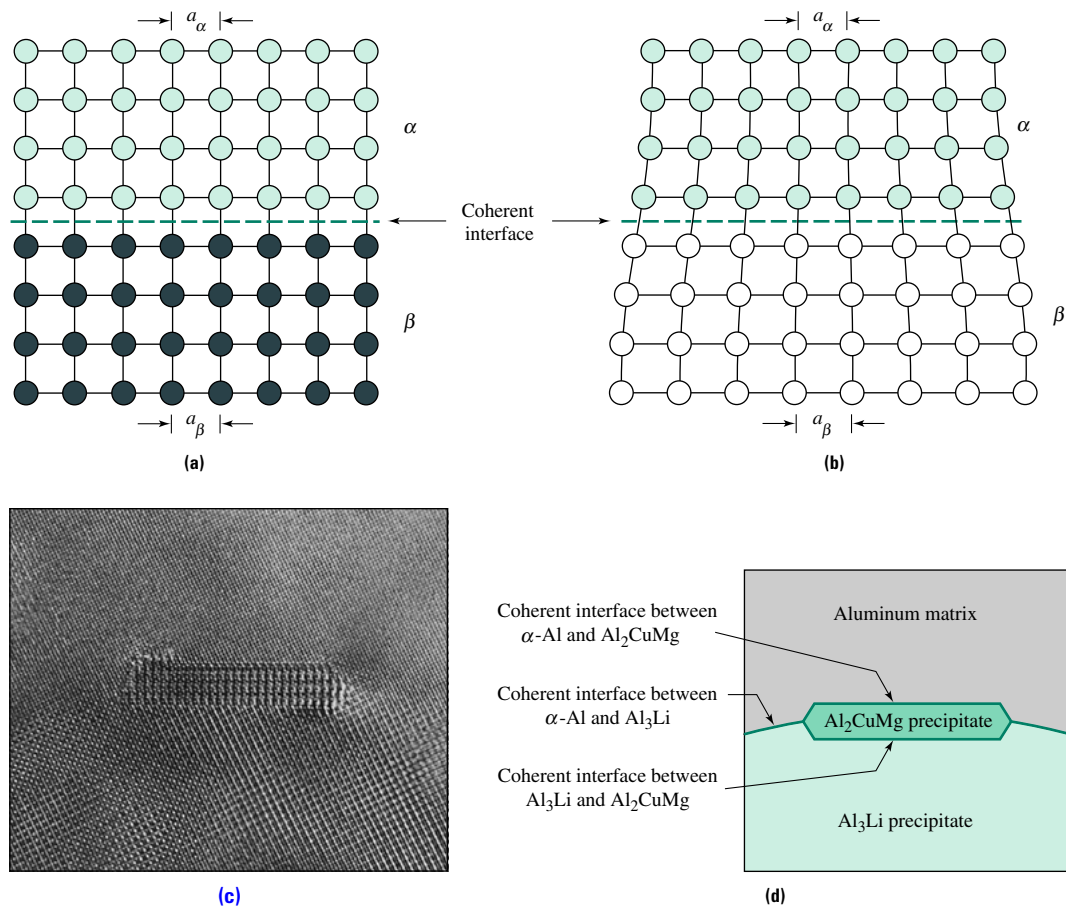 a_α
a_α
α
α
Coherent
interface
β
β
a_β
a_β
(a)
(b)
Coherent interface between
α-Al and Al₂CuMg
Aluminum matrix
Coherent interface between
α-Al and Al₃Li
Al₂CuMg precipitate
Coherent interface between
Al₃Li and Al₂CuMg
Al₃Li precipitate
(c)
(d)